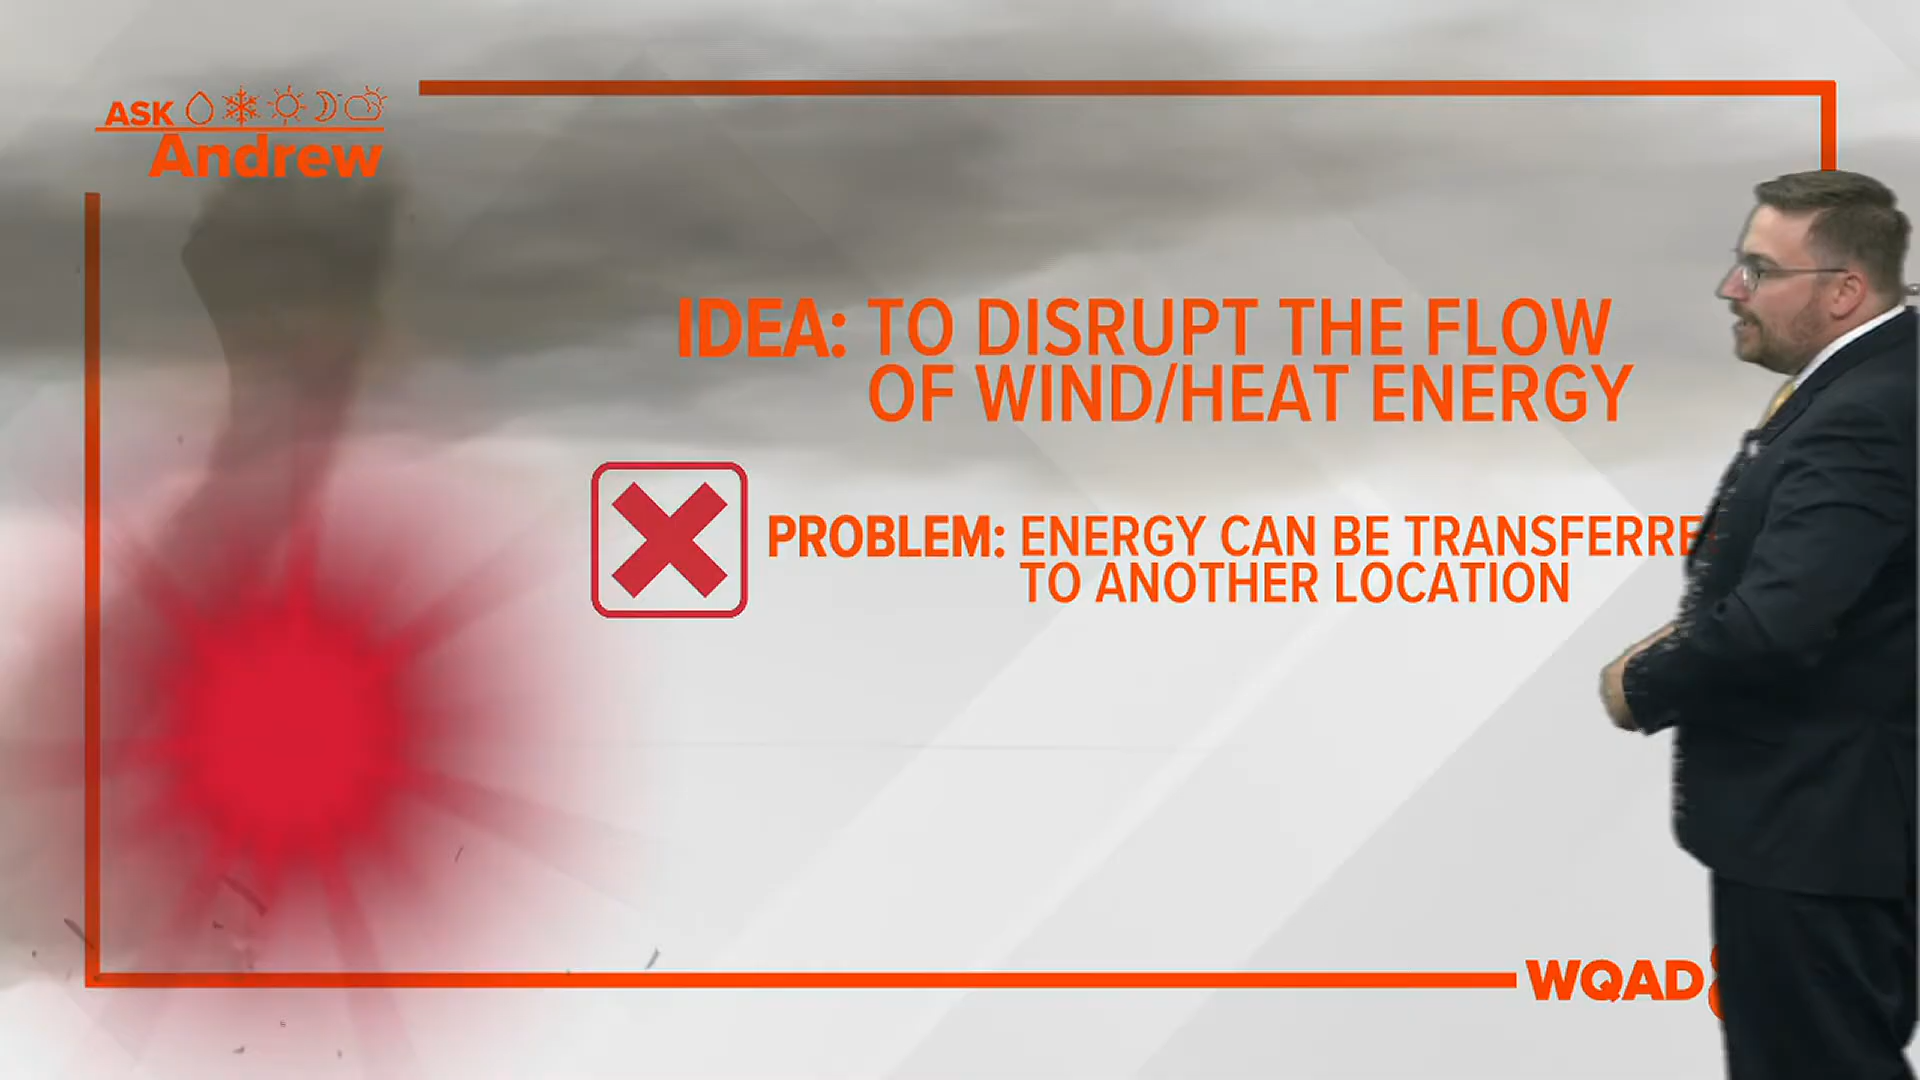 ASK
Andrew
IDEA: TO DISRUPT THE FLOW
OF WIND/HEAT ENERGY
PROBLEM: ENERGY CAN BE TRANSFERRE
TO ANOTHER LOCATION
WQAD